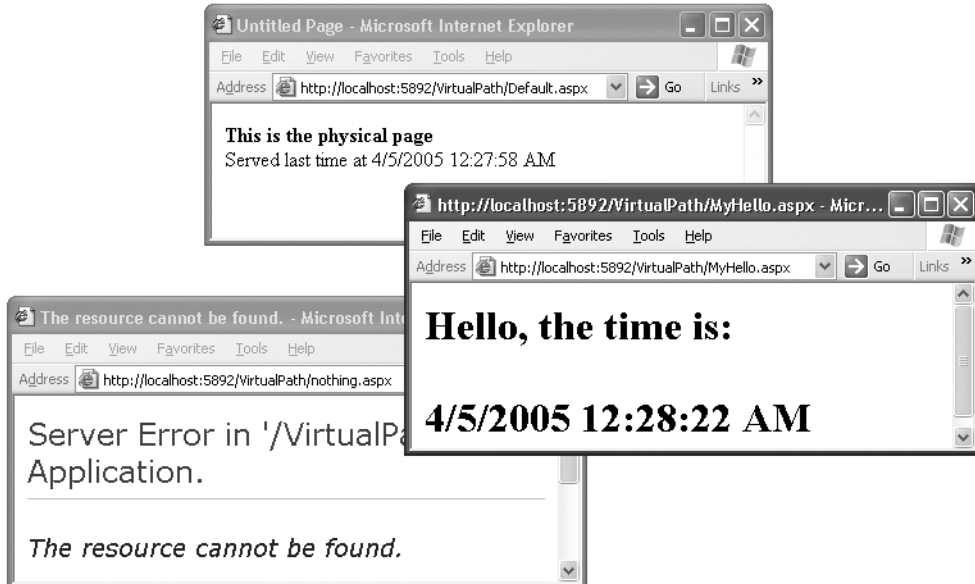 Untitled Page - Microsoft Internet Explorer
File Edit View Favorites Tools Help
Address http://localhost:5892/VirtualPath/Default.aspx Go Links »
This is the physical page
Served last time at 4/5/2005 12:27:58 AM
http://localhost:5892/VirtualPath/MyHello.aspx - Micr...
File Edit View Favorites Tools Help
Address http://localhost:5892/VirtualPath/MyHello.aspx Go Links »
Hello, the time is:
4/5/2005 12:28:22 AM
The resource cannot be found. - Microsoft Int
File Edit View Favorites Tools Help
Address http://localhost:5892/VirtualPath/nothing.aspx
Server Error in '/VirtualP
Application.
The resource cannot be found.